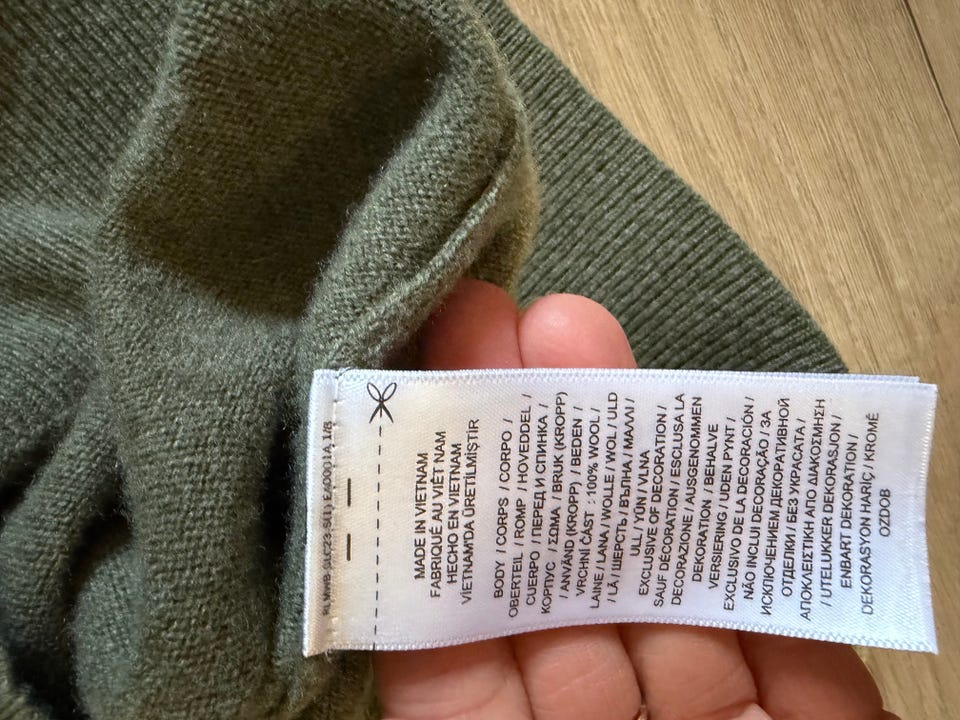 MADE IN VIETNAM
FABRIQUÉ AU VIÊT NAM
HECHO EN VIETNAM
VIETNAM'DA ÜRETİLMİŞTİR
BODY / CORPS / CORPO /
OBERTEIL / ROMP / HOVEDDEL /
CUERPO / ПЕРЕД И СПИНКА /
КОРПУС / ΣΩΜΑ / BRUK (KROPP)
/ ANVÄND (KROPP) / BEDEN /
VRCHNÍ ČÁST : 100% WOOL /
LAINE / LANA / WOLLE / WOL / ULD
/ LÃ / ШЕРСТЬ / ВЪЛНА / ΜΑΛΛΙ /
ULL / YÜN / VLNA
EXCLUSIVE OF DECORATION /
SAUF DÉCORATION / ESCLUSA LA
DECORAZIONE / AUSGENOMMEN
DEKORATION / BEHALVE
VERSIERING / UDEN PYNT /
EXCLUSIVO DE LA DECORACIÓN /
NÃO INCLUI DECORAÇÃO / ЗА
ИСКЛЮЧЕНИЕМ ДЕКОРАТИВНОЙ
ОТДЕЛКИ / БЕЗ УКРАСАТА /
ΑΠΟΚΛΕΙΣΤΙΚΗ ΑΠΟ ΔΙΑΚΟΣΜΗΣΗ
/ UTELUKKER DEKORASJON /
ENBART DEKORATION /
DEKORASYON HARİÇ / KROMĚ
OZDOB